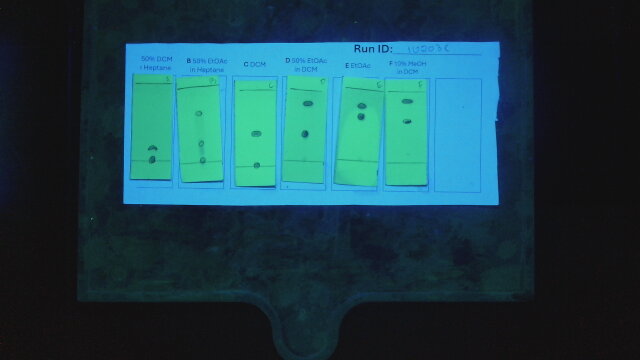 Run ID:
50% DCM
i Heptane
B 50% EtOAc
in Heptane
C DCM
D 50% EtOAc
in DCM
E EtOAc
F 10% MeOH
in DCM
E
F